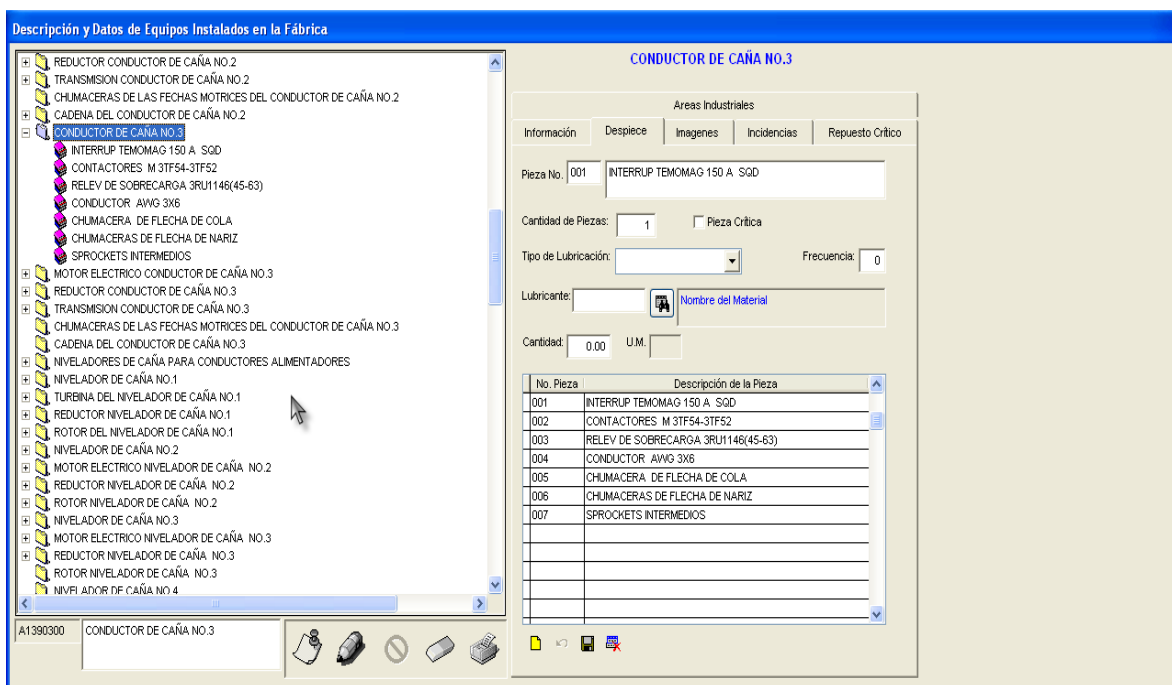 Descripción y Datos de Equipos Instalados en la Fábrica
REDUCTOR CONDUCTOR DE CAÑA NO.2
TRANSMISION CONDUCTOR DE CAÑA NO.2
CHUMACERAS DE LAS FECHAS MOTRICES DEL CONDUCTOR DE CAÑA NO.2
CADENA DEL CONDUCTOR DE CAÑA NO.2
CONDUCTOR DE CAÑA NO.3
INTERRUP TEMOMAG 150 A SQD
CONTACTORES M 3TF54-3TF52
RELEV DE SOBRECARGA 3RU1146(45-63)
CONDUCTOR AWG 3X6
CHUMACERA DE FLECHA DE COLA
CHUMACERAS DE FLECHA DE NARIZ
SPROCKETS INTERMEDIOS
MOTOR ELECTRICO CONDUCTOR DE CAÑA NO.3
REDUCTOR CONDUCTOR DE CAÑA NO.3
TRANSMISION CONDUCTOR DE CAÑA NO.3
CHUMACERAS DE LAS FECHAS MOTRICES DEL CONDUCTOR DE CAÑA NO.3
CADENA DEL CONDUCTOR DE CAÑA NO.3
NIVELADORES DE CAÑA PARA CONDUCTORES ALIMENTADORES
NIVELADOR DE CAÑA NO.1
TURBINA DEL NIVELADOR DE CAÑA NO.1
REDUCTOR NIVELADOR DE CAÑA NO.1
ROTOR DEL NIVELADOR DE CAÑA NO.1
NIVELADOR DE CAÑA NO.2
MOTOR ELECTRICO NIVELADOR DE CAÑA NO.2
REDUCTOR NIVELADOR DE CAÑA NO.2
ROTOR NIVELADOR DE CAÑA NO.2
NIVELADOR DE CAÑA NO.3
MOTOR ELECTRICO NIVELADOR DE CAÑA NO.3
REDUCTOR NIVELADOR DE CAÑA NO.3
ROTOR NIVELADOR DE CAÑA NO.3
NIVELADOR DE CAÑA NO.4
A1390300 CONDUCTOR DE CAÑA NO.3
CONDUCTOR DE CAÑA NO.3
Areas Industriales
Información Despiece Imagenes Incidencias Repuesto Crítico
Pieza No. 001 INTERRUP TEMOMAG 150 A SQD
Cantidad de Piezas: 1 Pieza Crítica
Tipo de Lubricación: Frecuencia: 0
Lubricante: Nombre del Material
Cantidad: 0.00 U.M.
No. Pieza Descripción de la Pieza
001 INTERRUP TEMOMAG 150 A SQD
002 CONTACTORES M 3TF54-3TF52
003 RELEV DE SOBRECARGA 3RU1146(45-63)
004 CONDUCTOR AWG 3X6
005 CHUMACERA DE FLECHA DE COLA
006 CHUMACERAS DE FLECHA DE NARIZ
007 SPROCKETS INTERMEDIOS